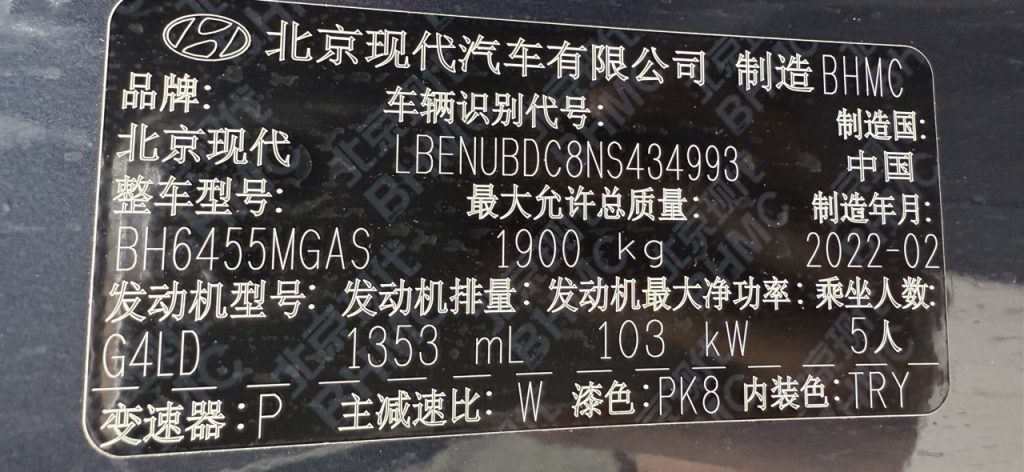 北京现代汽车有限公司 制造 BHMC
品牌: 车辆识别代号: 制造国:
北京现代 LBENUBDC8NS434993 中国
整车型号: 最大允许总质量: 制造年月:
BH6455MGAS 1900 kg 2022-02
发动机型号: 发动机排量: 发动机最大净功率: 乘坐人数:
G4LD 1353 mL 103 kW 5人
变速器: P 主减速比: W 漆色: PK8 内装色: TRY